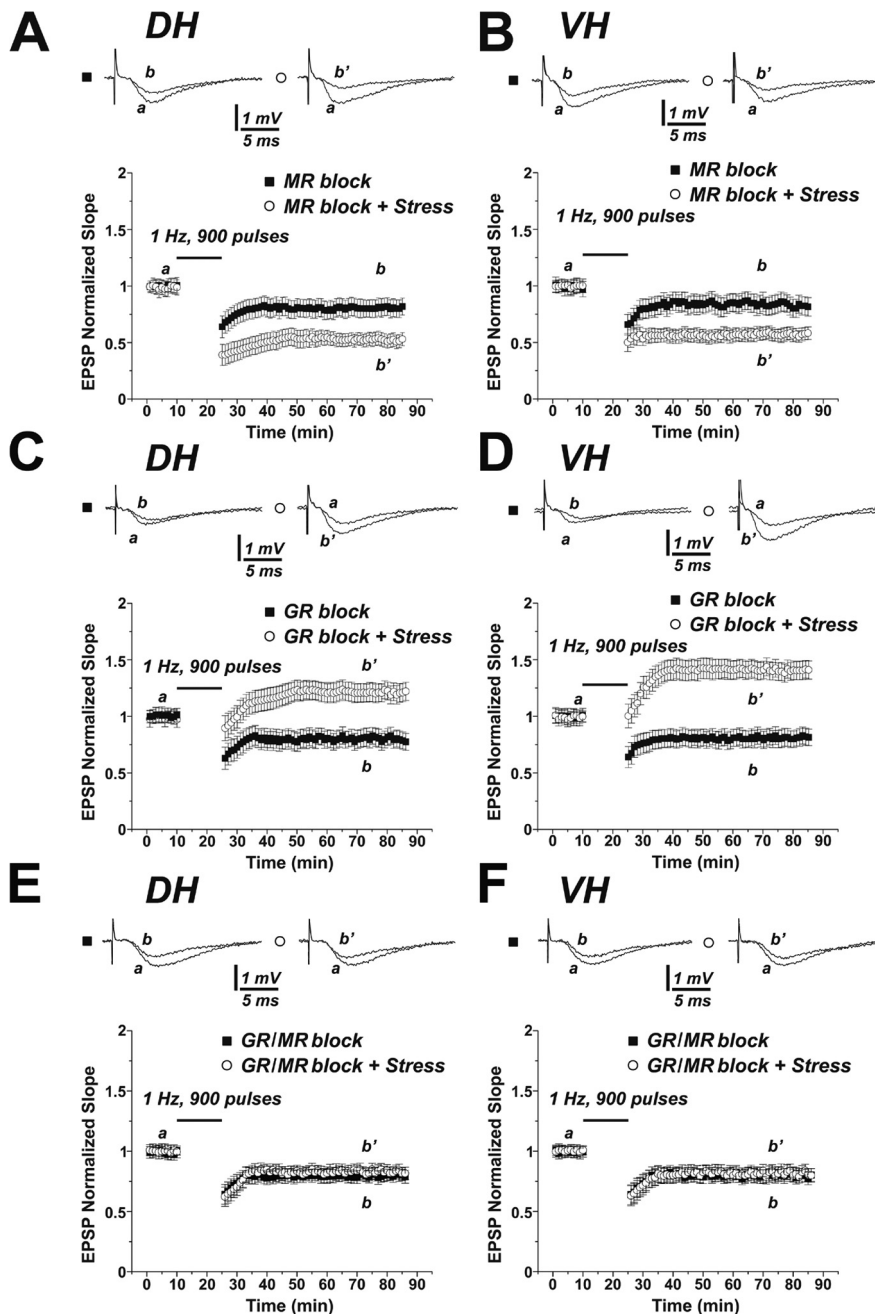 A DH
b b'
a a
1 mV
5 ms
2
■ MR block
○ MR block + Stress
1.5
1 Hz, 900 pulses
a b
1
EPSP Normalized Slope
0.5
b'
0
0 10 20 30 40 50 60 70 80 90
Time (min)
B VH
b b'
a a
1 mV
5 ms
2
■ MR block
○ MR block + Stress
1.5
1 Hz, 900 pulses
a b
1
EPSP Normalized Slope
0.5
b'
0
0 10 20 30 40 50 60 70 80 90
Time (min)
C DH
b a
a b'
1 mV
5 ms
2
■ GR block
○ GR block + Stress
1.5
1 Hz, 900 pulses b'
a
1
EPSP Normalized Slope
b
0.5
0
0 10 20 30 40 50 60 70 80 90
Time (min)
D VH
b a
a b'
1 mV
5 ms
2
■ GR block
○ GR block + Stress
1 Hz, 900 pulses
1.5
a b'
1
EPSP Normalized Slope
b
0.5
0
0 10 20 30 40 50 60 70 80 90
Time (min)
E DH
b b'
a a
1 mV
5 ms
2
■ GR/MR block
○ GR/MR block + Stress
1.5
1 Hz, 900 pulses
a b'
1
EPSP Normalized Slope
b
0.5
0
0 10 20 30 40 50 60 70 80 90
Time (min)
F VH
b b'
a a
1 mV
5 ms
2
■ GR/MR block
○ GR/MR block + Stress
1.5
1 Hz, 900 pulses
a b'
1
EPSP Normalized Slope
b
0.5
0
0 10 20 30 40 50 60 70 80 90
Time (min)